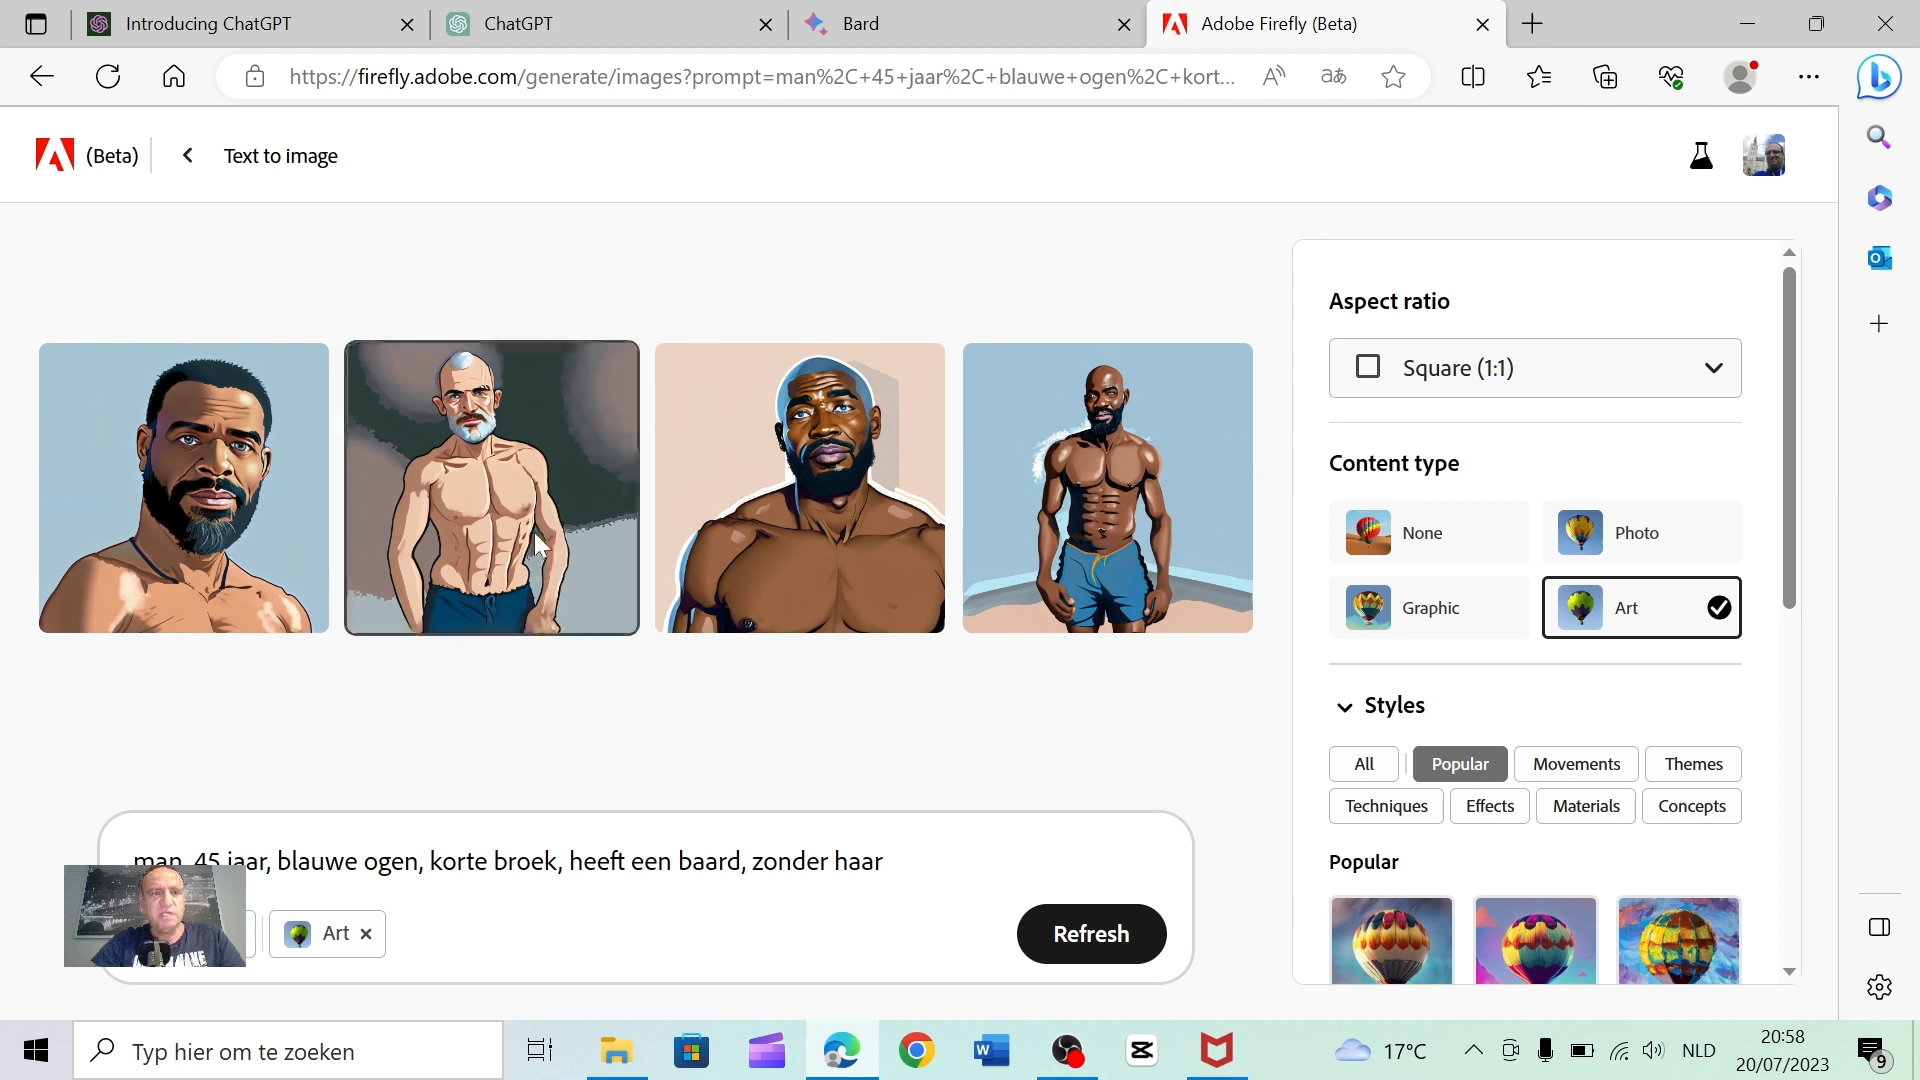 Introducing ChatGPT
ChatGPT
Bard
Adobe Firefly (Beta)
https://firefly.adobe.com/generate/images?prompt=man%2C+45+jaar%2C+blauwe+ogen%2C+kort...
(Beta)
Text to image
Aspect ratio
Square (1:1)
Content type
None
Photo
Graphic
Art
Styles
All
Popular
Movements
Themes
Techniques
Effects
Materials
Concepts
Popular
man, 45 jaar, blauwe ogen, korte broek, heeft een baard, zonder haar
Art
Refresh
Typ hier om te zoeken
17°C
NLD
20:58
20/07/2023
9